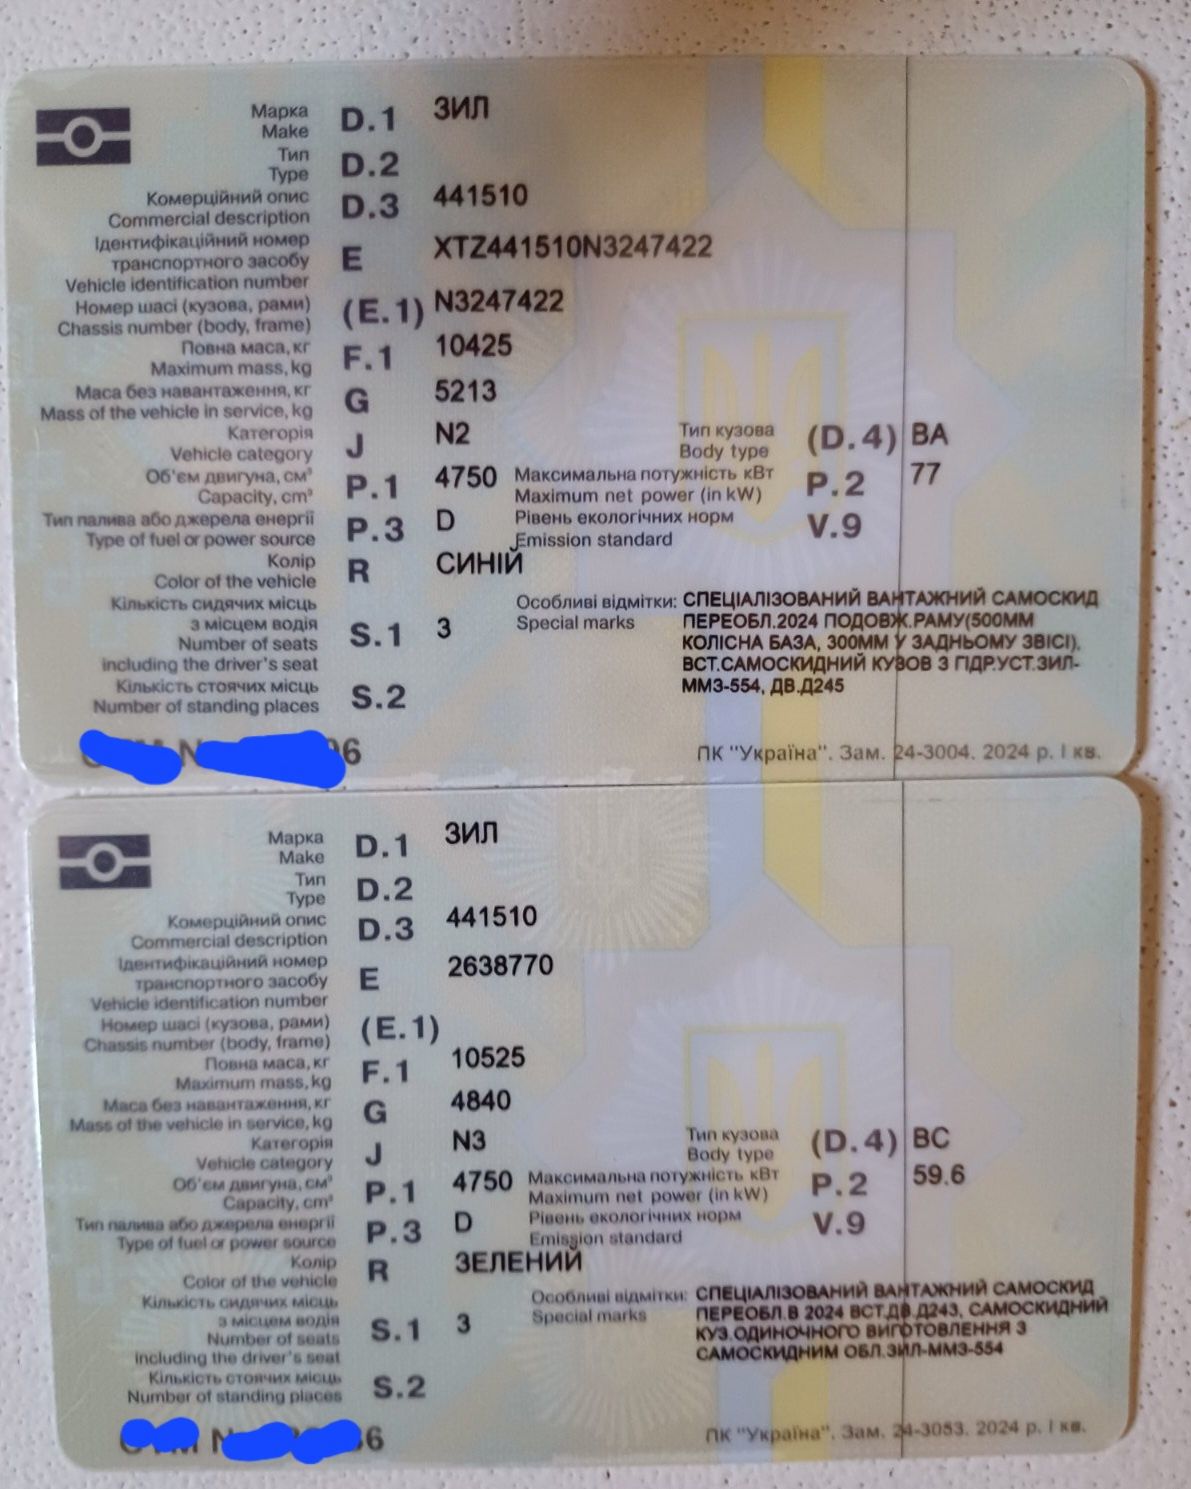 Марка D.1 ЗИЛ
Make
Тип D.2
Type
Комерційний опис D.3 441510
Commercial description
Ідентифікаційний номер
транспортного засобу E XTZ441510N3247422
Vehicle identification number
Номер шасі (кузова, рами) (E.1) N3247422
Chassis number (body, frame)
Повна маса, кг F.1 10425
Maximum mass, kg
Маса без навантаження, кг G 5213
Mass of the vehicle in service, kg
Категорія J N2 Тип кузова (D.4) ВА
Vehicle category Body type
Об'єм двигуна, см³ P.1 4750 Максимальна потужність кВт P.2 77
Capacity, cm³ Maximum net power (in kW)
Тип палива або джерела енергії P.3 D Рівень екологічних норм V.9
Type of fuel or power source Emission standard
Колір R СИНІЙ
Color of the vehicle
Кількість сидячих місць Особливі відмітки: СПЕЦІАЛІЗОВАНИЙ ВАНТАЖНИЙ САМОСКИД
з місцем водія S.1 3 Special marks ПЕРЕОБЛ.2024 ПОДОВЖ.РАМУ(500ММ
Number of seats КОЛІСНА БАЗА, 300ММ У ЗАДНЬОМУ ЗВІСІ),
including the driver's seat ВСТ.САМОСКИДНИЙ КУЗОВ З ГІДР.УСТ.ЗИЛ-
Кількість стоячих місць S.2 ММЗ-554, ДВ.Д245
Number of standing places
6 ПК "Україна". Зам. 24-3004. 2024 р. І кв.
Марка D.1 ЗИЛ
Make
Тип D.2
Type
Комерційний опис D.3 441510
Commercial description
Ідентифікаційний номер
транспортного засобу E 2638770
Vehicle identification number
Номер шасі (кузова, рами) (E.1)
Chassis number (body, frame)
Повна маса, кг F.1 10525
Maximum mass, kg
Маса без навантаження, кг G 4840
Mass of the vehicle in service, kg
Категорія J N3 Тип кузова (D.4) ВС
Vehicle category Body type
Об'єм двигуна, см³ P.1 4750 Максимальна потужність кВт P.2 59.6
Capacity, cm³ Maximum net power (in kW)
Тип палива або джерела енергії P.3 D Рівень екологічних норм V.9
Type of fuel or power source Emission standard
Колір R ЗЕЛЕНИЙ
Color of the vehicle
Кількість сидячих місць Особливі відмітки: СПЕЦІАЛІЗОВАНИЙ ВАНТАЖНИЙ САМОСКИД
з місцем водія S.1 3 Special marks ПЕРЕОБЛ.В 2024 ВСТ.ДВ.Д243, САМОСКИДНИЙ
Number of seats КУЗ.ОДИНОЧНОГО ВИГОТОВЛЕННЯ З
including the driver's seat САМОСКИДНИМ ОБЛ.ЗИЛ-ММЗ-554
Кількість стоячих місць S.2
Number of standing places
6 ПК "Україна". Зам. 24-3053. 2024 р. І кв.